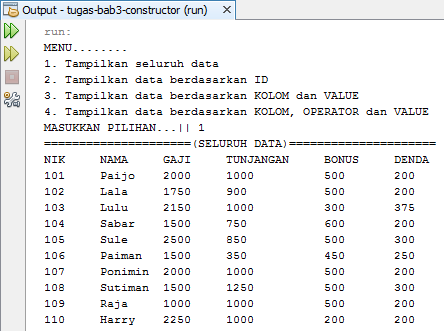 Output - tugas-bab3-constructor (run)
run:
MENU........
1. Tampilkan seluruh data
2. Tampilkan data berdasarkan ID
3. Tampilkan data berdasarkan KOLOM dan VALUE
4. Tampilkan data berdasarkan KOLOM, OPERATOR dan VALUE
MASUKKAN PILIHAN...|| 1
=====================(SELURUH DATA)=====================
NIK NAMA GAJI TUNJANGAN BONUS DENDA
101 Paijo 2000 1000 500 200
102 Lala 1750 900 500 200
103 Lulu 2150 1000 300 375
104 Sabar 1500 750 600 200
105 Sule 2500 850 500 300
106 Paiman 1500 350 450 250
107 Ponimin 2000 1000 500 200
108 Sutiman 1500 1250 500 300
109 Raja 1000 1000 500 200
110 Harry 2250 1000 200 200